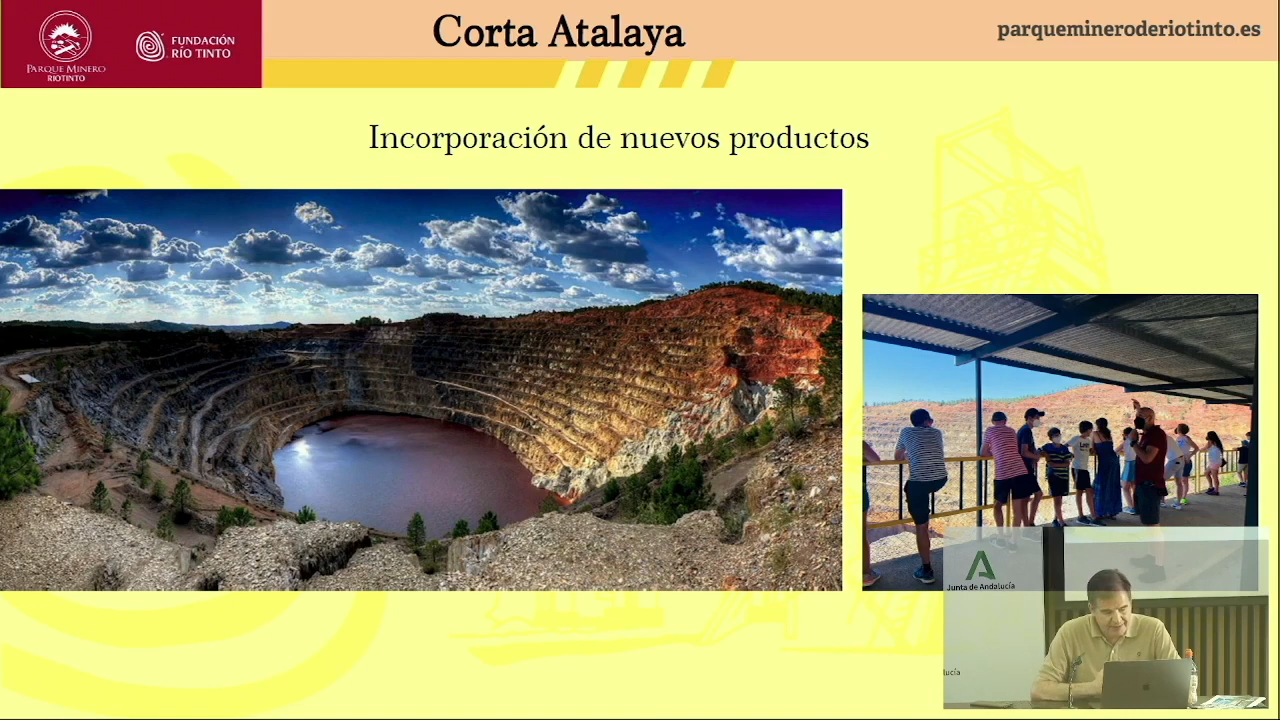 PARQUE MINERO
RIOTINTO
FUNDACIÓN
RÍO TINTO
Corta Atalaya
parquemineroderiotinto.es
Incorporación de nuevos productos
Junta de Andalucía
lucía